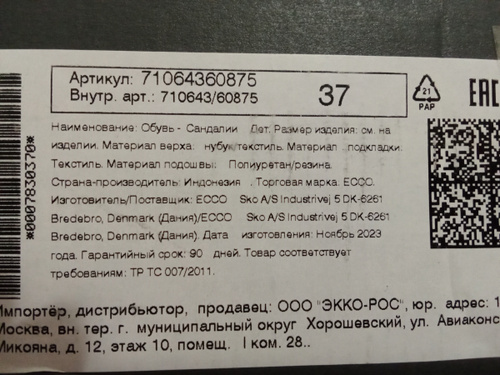 Артикул: 71064360875
Внутр. арт.: 710643/60875
37
21
PAP
EAC
Наименование: Обувь - Сандалии Дет. Размер изделия: см. на
изделии. Материал верха: нубук/текстиль. Материал подкладки:
Текстиль. Материал подошвы: Полиуретан/резина.
Страна-производитель: Индонезия . Торговая марка: ECCO.
Изготовитель/Поставщик: ECCO Sko A/S Industrivej 5 DK-6261
Bredebro, Denmark (Дания)/ECCO Sko A/S Industrivej 5 DK-6261
Bredebro, Denmark (Дания). Дата изготовления: Ноябрь 2023
года. Гарантийный срок: 90 дней. Товар соответствует
требованиям: ТР ТС 007/2011.
*0007830370*
Импортёр, дистрибьютор, продавец: ООО "ЭККО-РОС", юр. адрес: 1
Москва, вн. тер. г. муниципальный округ Хорошевский, ул. Авиаконс
Микояна, д. 12, этаж 10, помещ. I ком. 28..